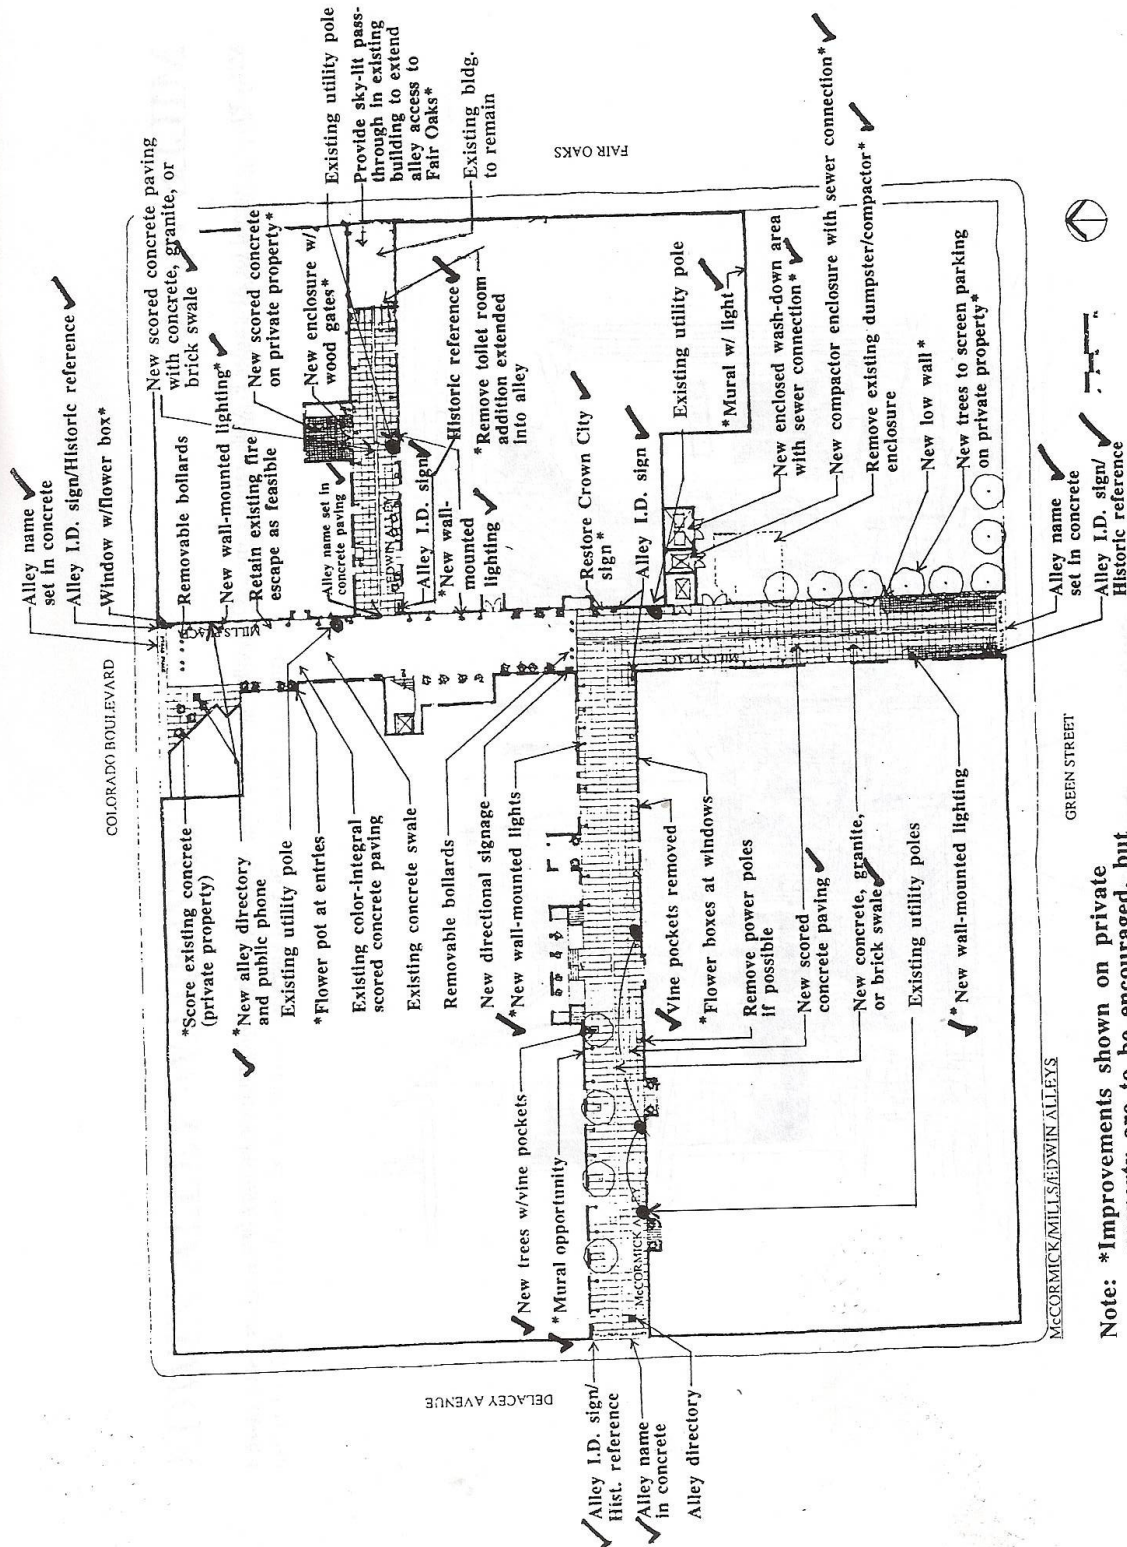 Alley name
set in concrete
Alley I.D. sign/Historic reference
Window w/flower box*
Removable bollards
New wall-mounted lighting*
Retain existing fire
escape as feasible
Alley name set in
concrete paving
EDWIN ALLEY
Alley I.D. sign
*New wall-
mounted
lighting
New scored concrete paving
with concrete, granite, or
brick swale
New scored concrete
on private property*
New enclosure w/
wood gates*
Historic reference
*Remove toilet room
addition extended
into alley
Existing utility pole
Provide sky-lit pass-
through in existing
building to extend
alley access to
Fair Oaks*
Existing bldg.
to remain
FAIR OAKS
COLORADO BOULEVARD
MILLS PLACE
*Score existing concrete
(private property)
*New alley directory
and public phone
Existing utility pole
*Flower pot at entries
Existing color-integral
scored concrete paving
Existing concrete swale
Removable bollards
New directional signage
*New wall-mounted lights
Restore Crown City
sign*
Alley I.D. sign
Existing utility pole
*Mural w/ light
New enclosed wash-down area
with sewer connection*
New compactor enclosure with sewer connection*
Remove existing dumpster/compactor*
enclosure
New low wall *
New trees to screen parking
on private property*
MILLS PLACE
New trees w/vine pockets
*Mural opportunity
Vine pockets removed
*Flower boxes at windows
Remove power poles
if possible
New scored
concrete paving
New concrete, granite,
or brick swale
Existing utility poles
* New wall-mounted lighting
McCORMICK ALLEY
DELACEY AVENUE
Alley I.D. sign/
Hist. reference
Alley name
in concrete
Alley directory
GREEN STREET
Alley name
set in concrete
Alley I.D. sign/
Historic reference
McCORMICK/MILLS/EDWIN ALLEYS
Note: *Improvements shown on private
property are to be encouraged, but